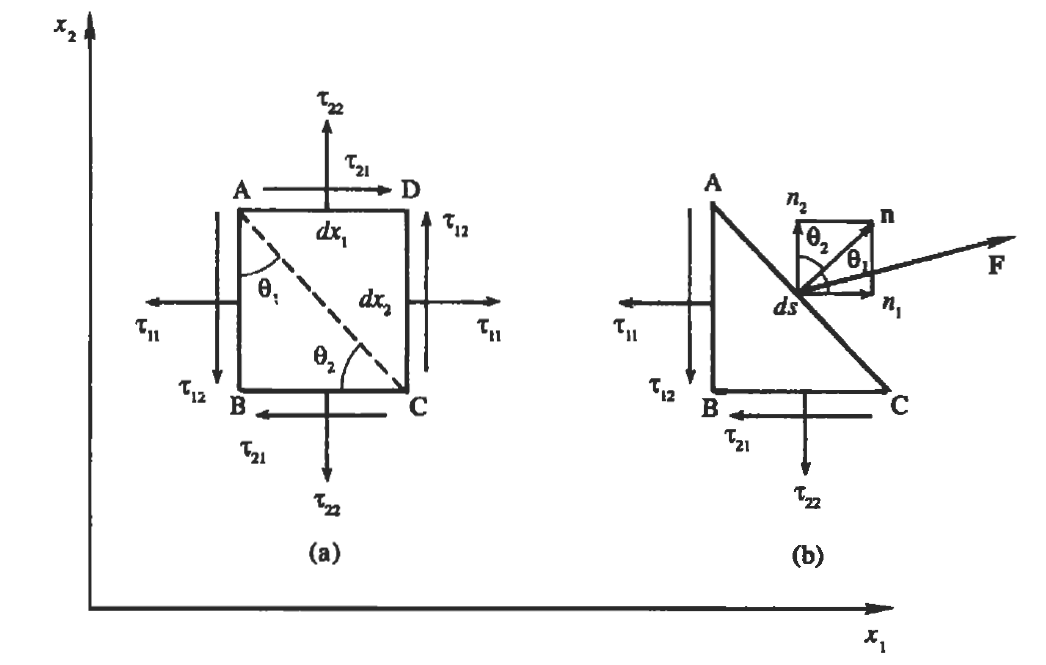 x₂
τ₂₂
τ₂₁
A D
dx₁ τ₁₂
θ₁ dx₂
τ₁₁ τ₁₁
θ₂
τ₁₂
B C
τ₂₁
τ₂₂
(a)
A
n₂ n
θ₂
θ₁ F
ds n₁
τ₁₁
τ₁₂
B C
τ₂₁
τ₂₂
(b)
x₁